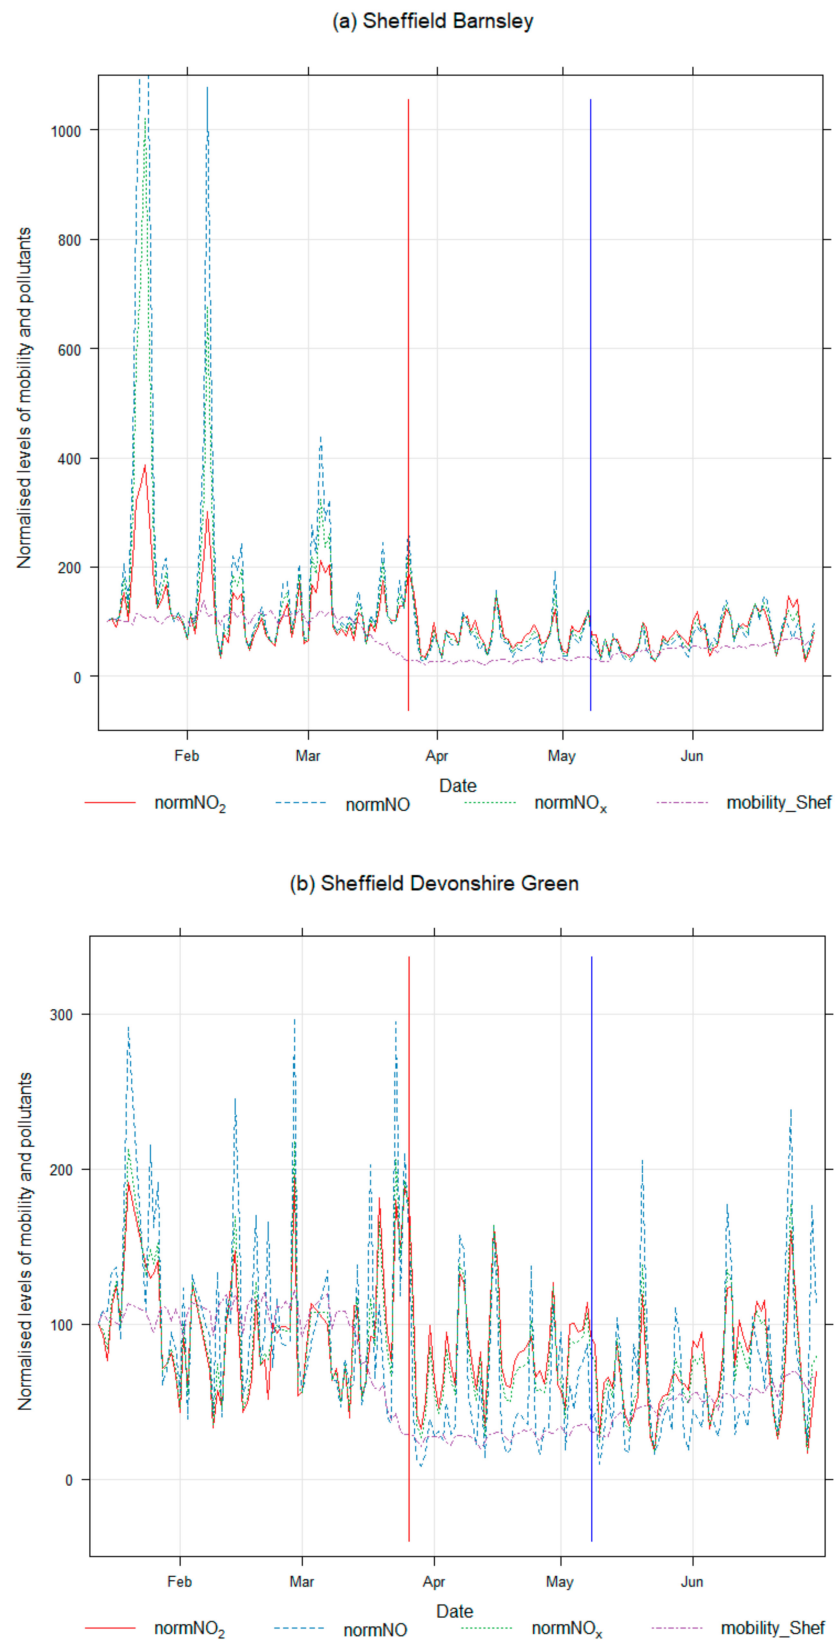 (a) Sheffield Barnsley
Normalised levels of mobility and pollutants
1000
800
600
400
200
0
Feb Mar Apr May Jun
Date
normNO₂ normNO normNOₓ mobility_Shef
(b) Sheffield Devonshire Green
Normalised levels of mobility and pollutants
300
200
100
0
Feb Mar Apr May Jun
Date
normNO₂ normNO normNOₓ mobility_Shef